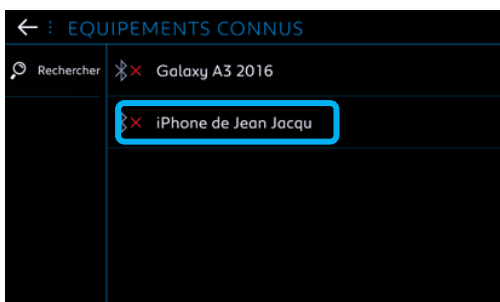 EQUIPEMENTS CONNUS
Rechercher
Galaxy A3 2016
iPhone de Jean Jacqu